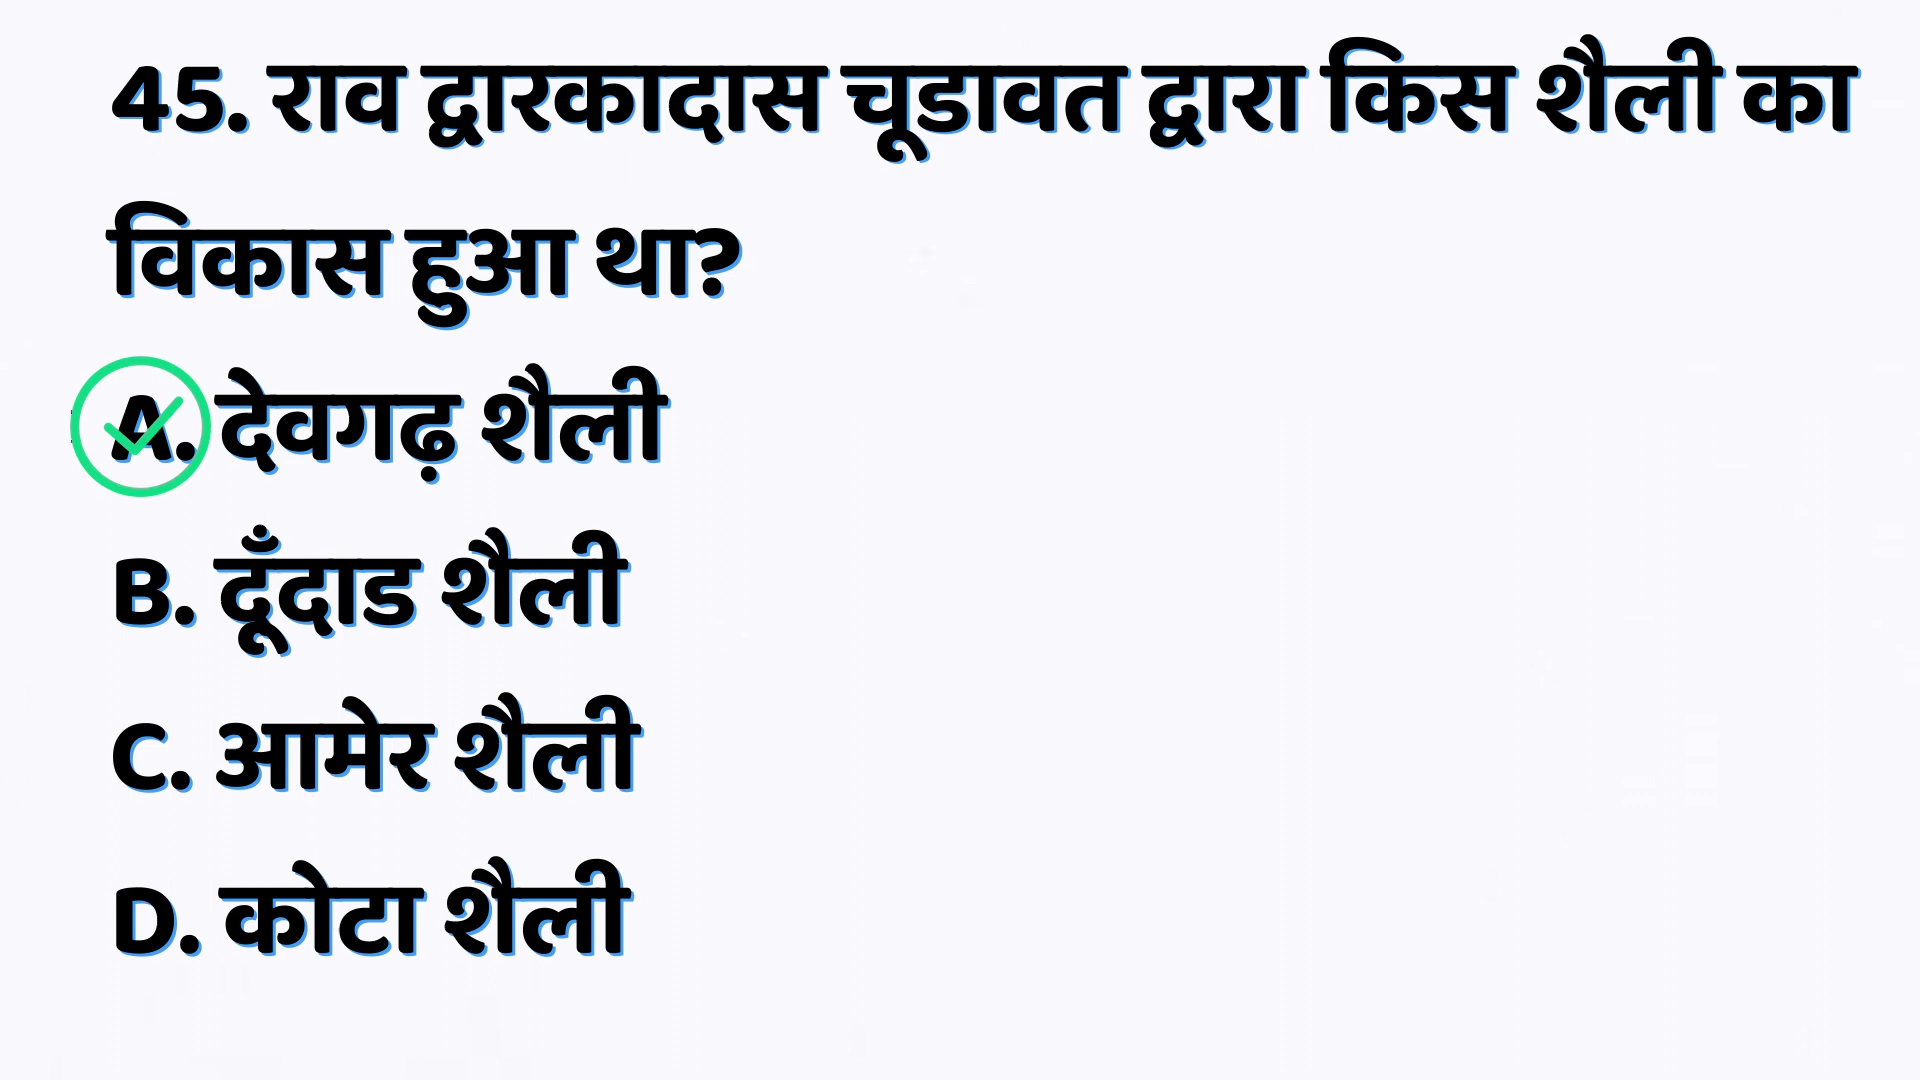 45. राव द्वारकादास चूडावत द्वारा किस शैली का
विकास हुआ था?
A. देवगढ़ शैली
B. दूँदाड शैली
C. आमेर शैली
D. कोटा शैली